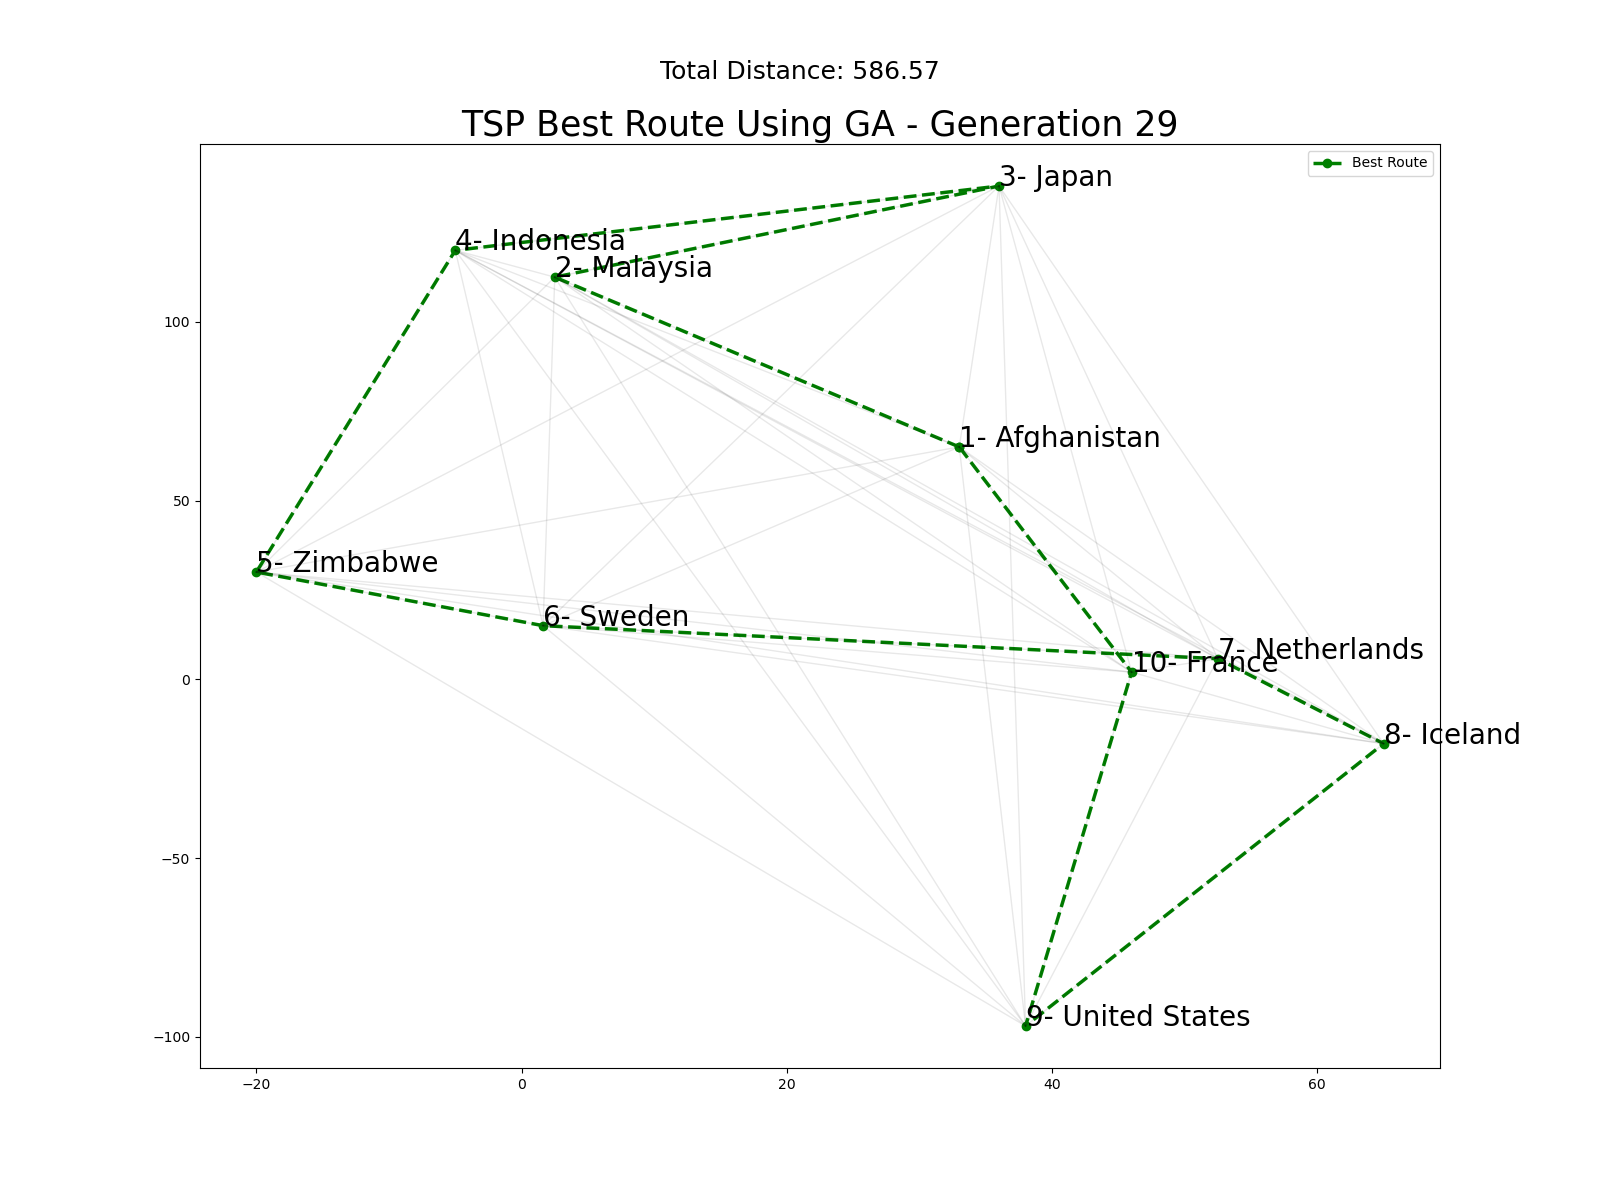 Total Distance: 586.57
TSP Best Route Using GA - Generation 29
Best Route
3- Japan
4- Indonesia
2- Malaysia
1- Afghanistan
5- Zimbabwe
6- Sweden
7- Netherlands
10- France
8- Iceland
9- United States
100
50
0
−50
−100
−20
0
20
40
60